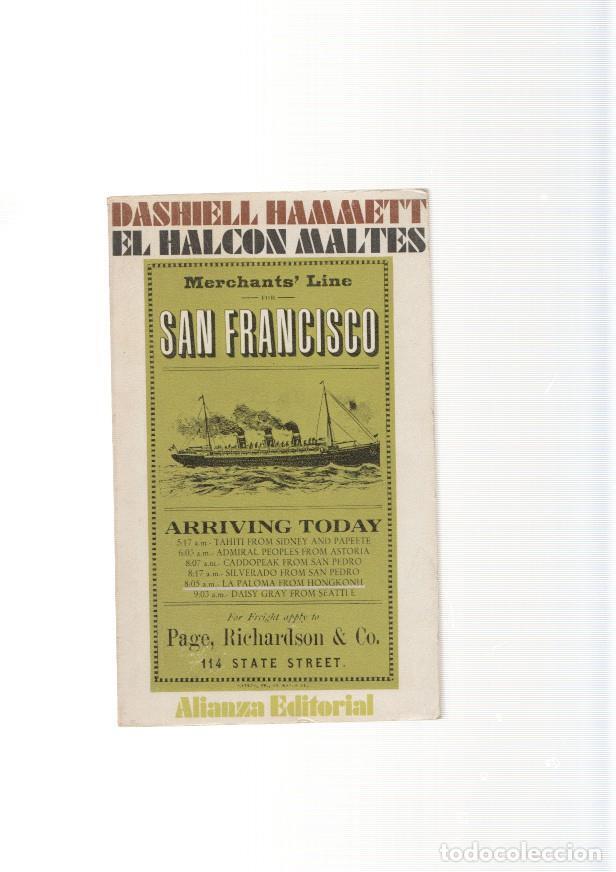 DASHIELL HAMMETT
EL HALCON MALTES
Merchants' Line
FOR
SAN FRANCISCO
ARRIVING TODAY
5:17 a.m.- TAHITI FROM SIDNEY AND PAPEETE
6:03 a.m.- ADMIRAL PEOPLES FROM ASTORIA
8:07 a.m.- CADDOPEAK FROM SAN PEDRO
8:17 a.m.- SILVERADO FROM SAN PEDRO
8:05 a.m.- LA PALOMA FROM HONGKONG
9:03 a.m.- DAISY GRAY FROM SEATTLE
For Freight apply to
Page, Richardson & Co.
114 STATE STREET.
Alianza Editorial
todocoleccion